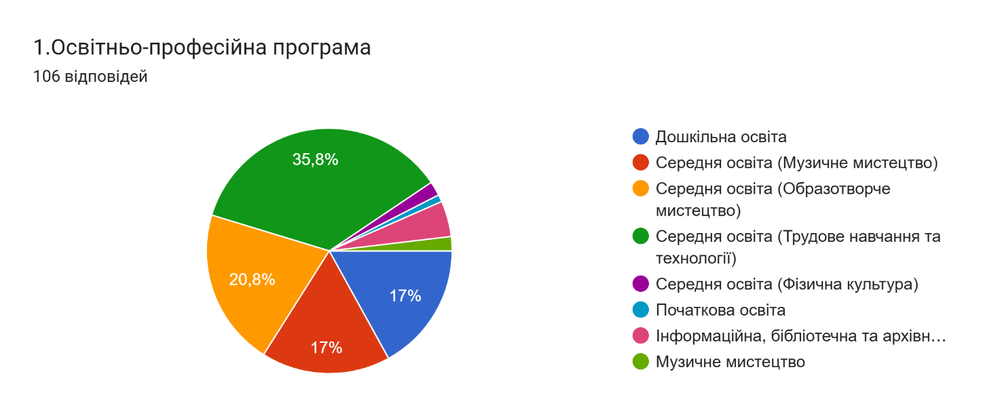 1.Освітньо-професійна програма
106 відповідей
35,8%
20,8%
17%
17%
Дошкільна освіта
Середня освіта (Музичне мистецтво)
Середня освіта (Образотворче
мистецтво)
Середня освіта (Трудове навчання та
технології)
Середня освіта (Фізична культура)
Початкова освіта
Інформаційна, бібліотечна та архівн…
Музичне мистецтво